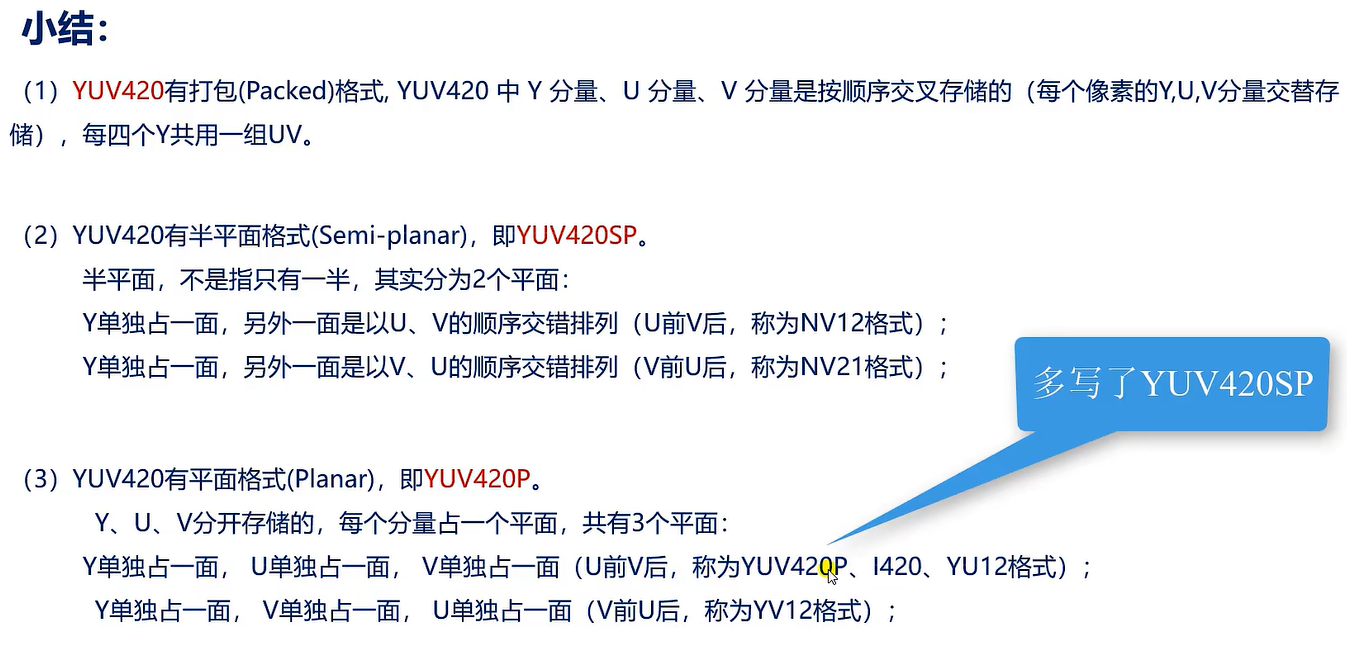 小结：
（1）YUV420有打包(Packed)格式, YUV420 中 Y 分量、U 分量、V 分量是按顺序交叉存储的（每个像素的Y,U,V分量交替存
储），每四个Y共用一组UV。
（2）YUV420有半平面格式(Semi-planar)，即YUV420SP。
半平面，不是指只有一半，其实分为2个平面：
Y单独占一面，另外一面是以U、V的顺序交错排列（U前V后，称为NV12格式）；
Y单独占一面，另外一面是以V、U的顺序交错排列（V前U后，称为NV21格式）；
多写了YUV420SP
（3）YUV420有平面格式(Planar)，即YUV420P。
Y、U、V分开存储的，每个分量占一个平面，共有3个平面：
Y单独占一面， U单独占一面， V单独占一面（U前V后，称为YUV420P、I420、YU12格式）；
Y单独占一面， V单独占一面， U单独占一面（V前U后，称为YV12格式）；